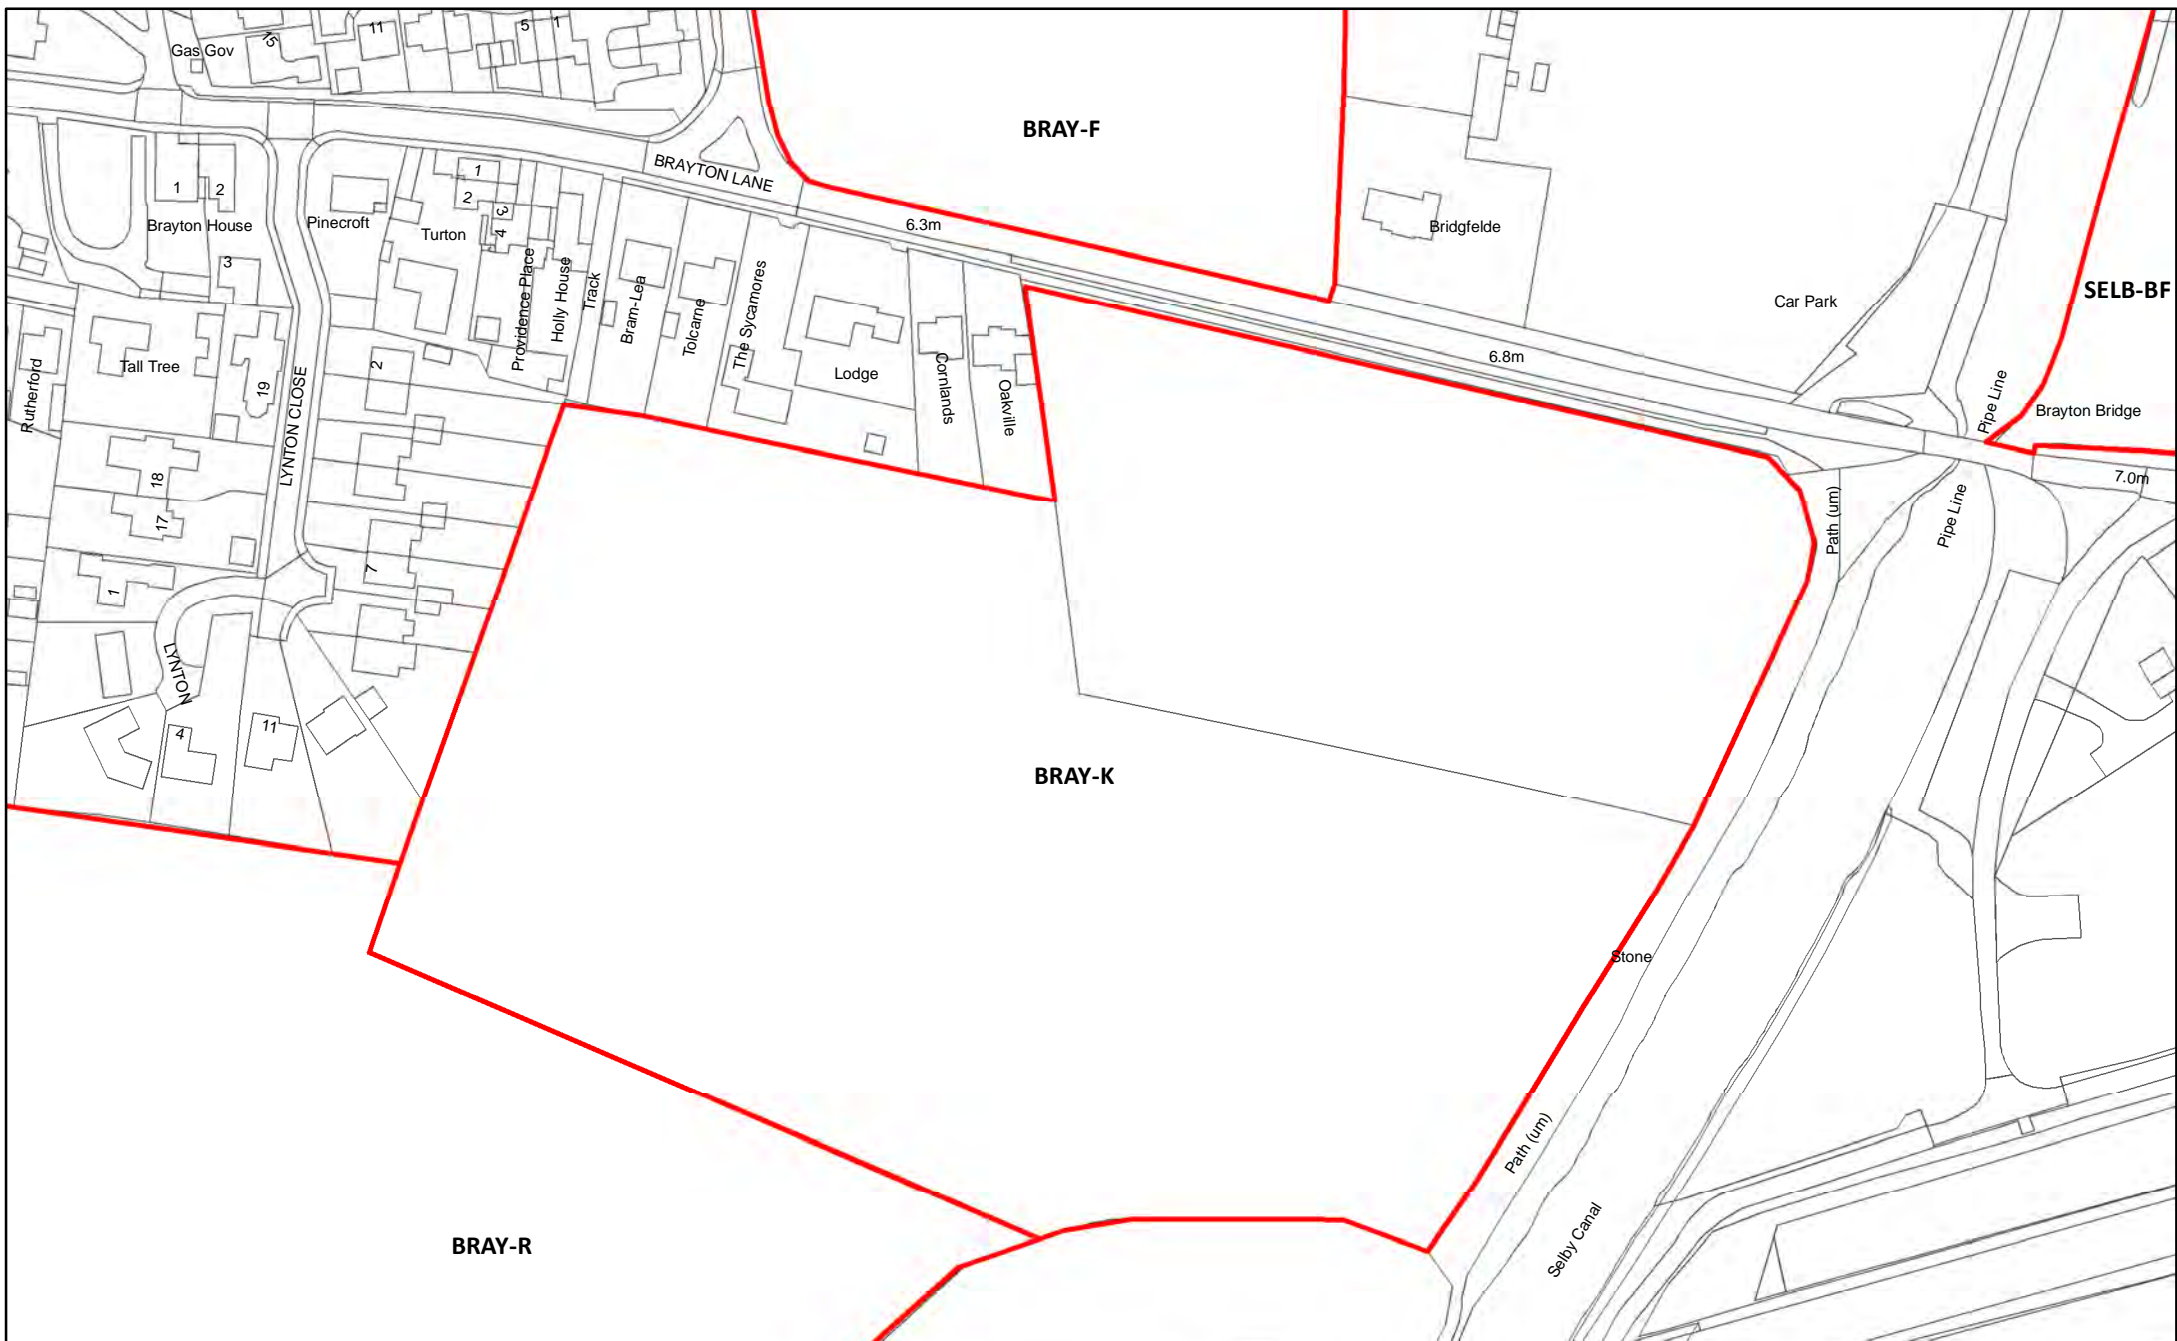 5
1
11
15
Gas Gov
BRAY-F
BRAYTON LANE
1
2
1
2
3
4
Brayton House
Pinecroft
Turton
6.3m
Bridgfelde
3
Providence Place
Holly House
Track
Bram-Lea
Tolcarne
The Sycamores
SELB-BF
Car Park
6.8m
Rutherford
Tall Tree
19
LYNTON CLOSE
2
Lodge
Cornlands
Oakville
Pipe Line
Brayton Bridge
18
17
7.0m
Path (um)
Pipe Line
7
1
LYNTON
4
11
BRAY-K
Stone
Path (um)
Selby Canal
BRAY-R